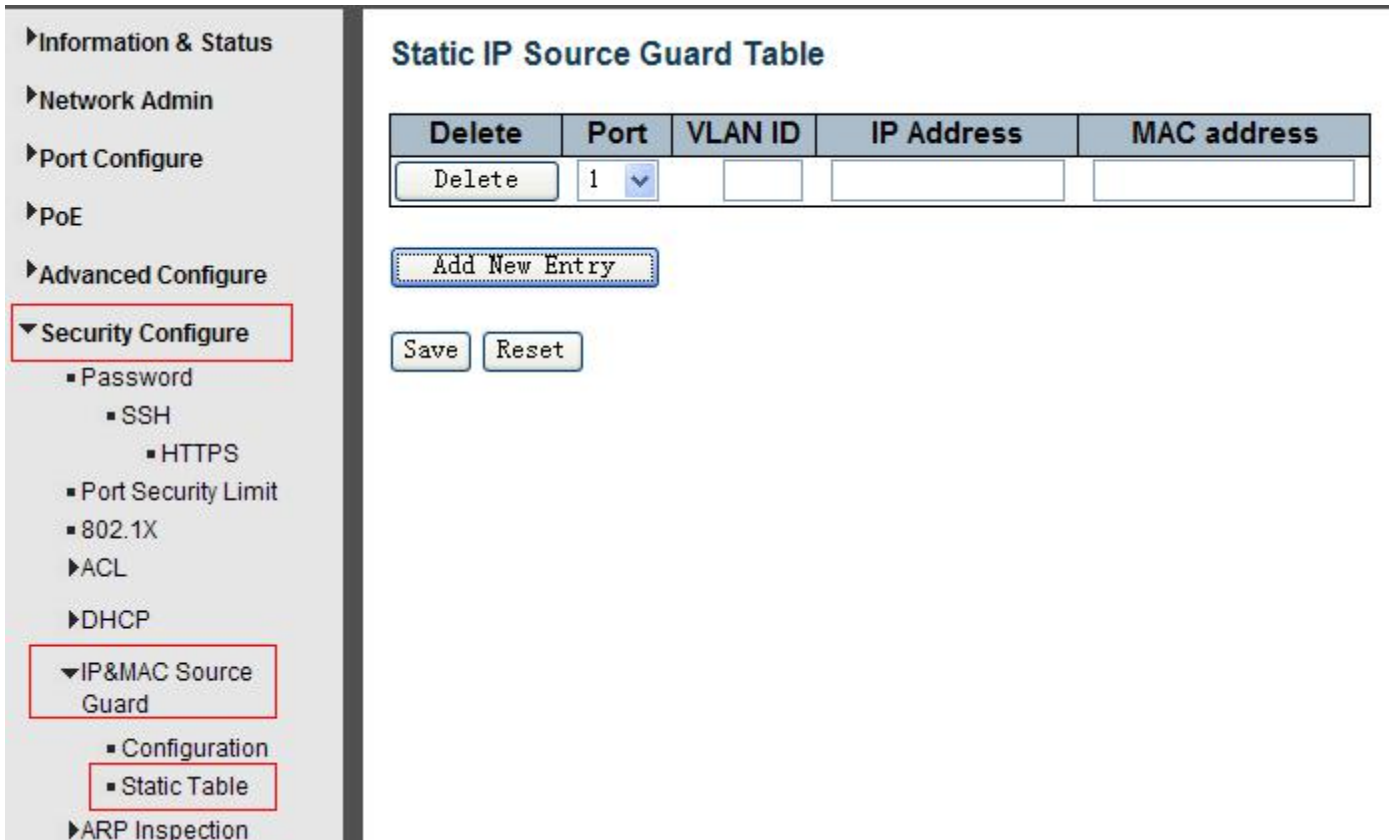 Information & Status
Network Admin
Port Configure
PoE
Advanced Configure
Security Configure
Password
SSH
HTTPS
Port Security Limit
802.1X
ACL
DHCP
IP&MAC Source
Guard
Configuration
Static Table
ARP Inspection
Static IP Source Guard Table
Delete Port VLAN ID IP Address MAC address
Delete 1
Add New Entry
Save Reset